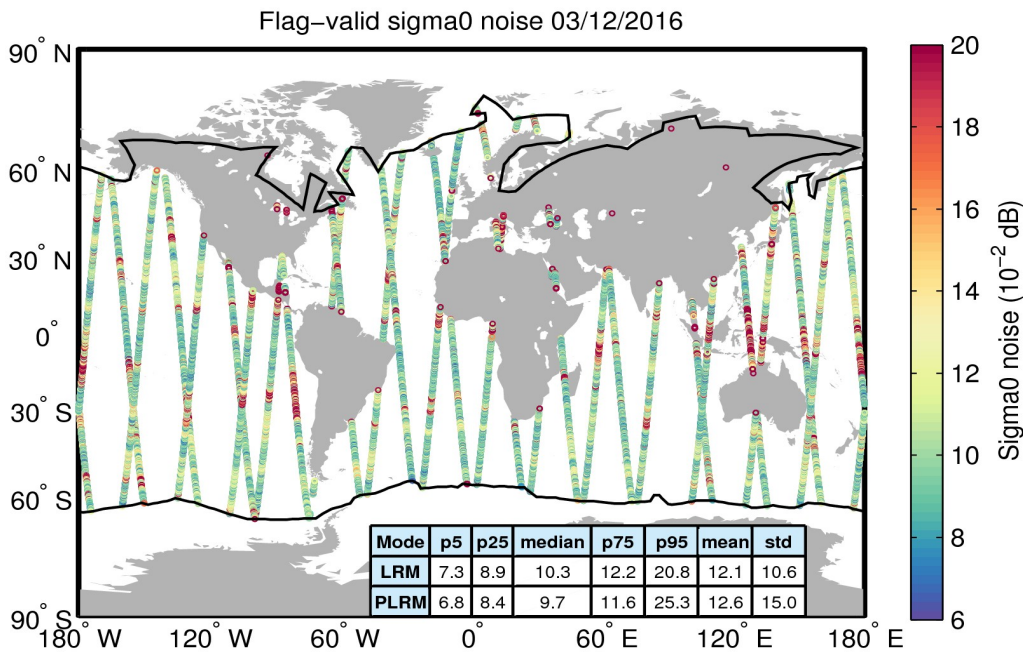 Flag−valid sigma0 noise 03/12/2016
90° N
60° N
30° N
0°
30° S
60° S
90° S
180° W
120° W
60° W
0°
60° E
120° E
180° E
Mode p5 p25 median p75 p95 mean std
LRM 7.3 8.9 10.3 12.2 20.8 12.1 10.6
PLRM 6.8 8.4 9.7 11.6 25.3 12.6 15.0
20
18
16
14
12
10
8
6
Sigma0 noise (10⁻² dB)